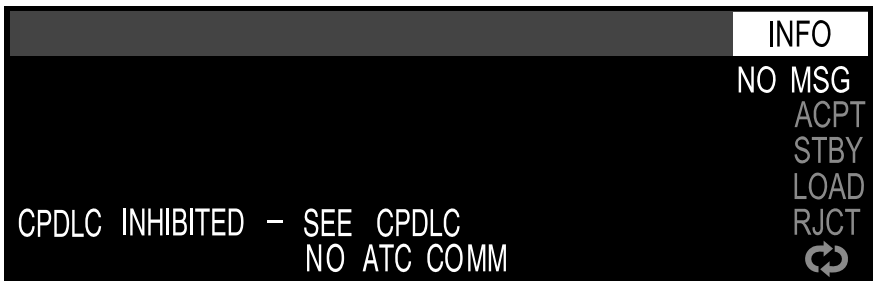 INFO
NO MSG
ACPT
STBY
LOAD
CPDLC INHIBITED – SEE CPDLC RJCT
NO ATC COMM